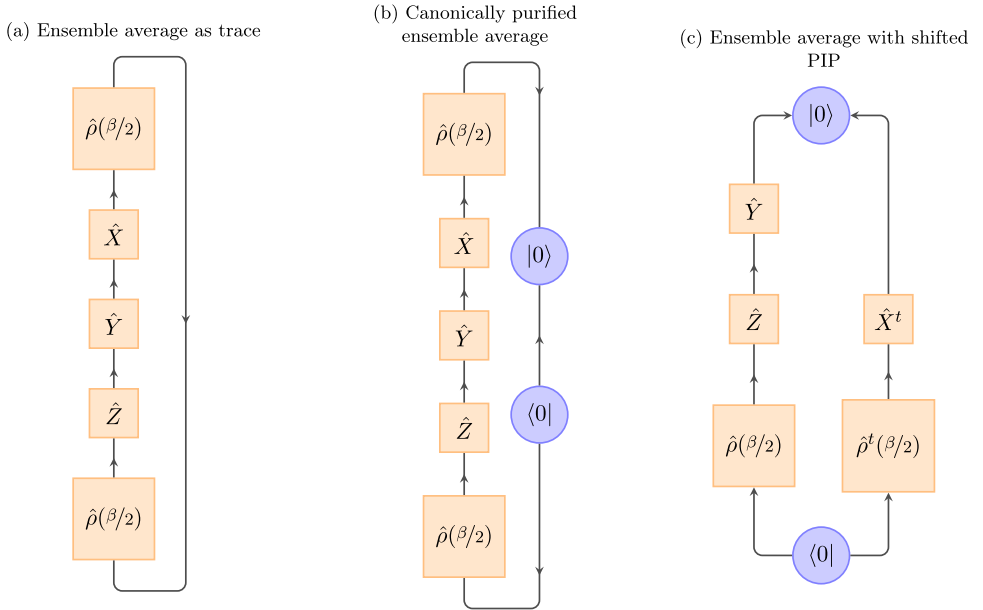 (a) Ensemble average as trace
ρ̂(β/2)
X̂
Ŷ
Ẑ
ρ̂(β/2)
(b) Canonically purified
ensemble average
ρ̂(β/2)
X̂
|0⟩
Ŷ
⟨0|
Ẑ
ρ̂(β/2)
(c) Ensemble average with shifted
PIP
|0⟩
Ŷ
Ẑ
X̂ᵗ
ρ̂(β/2)
ρ̂ᵗ(β/2)
⟨0|